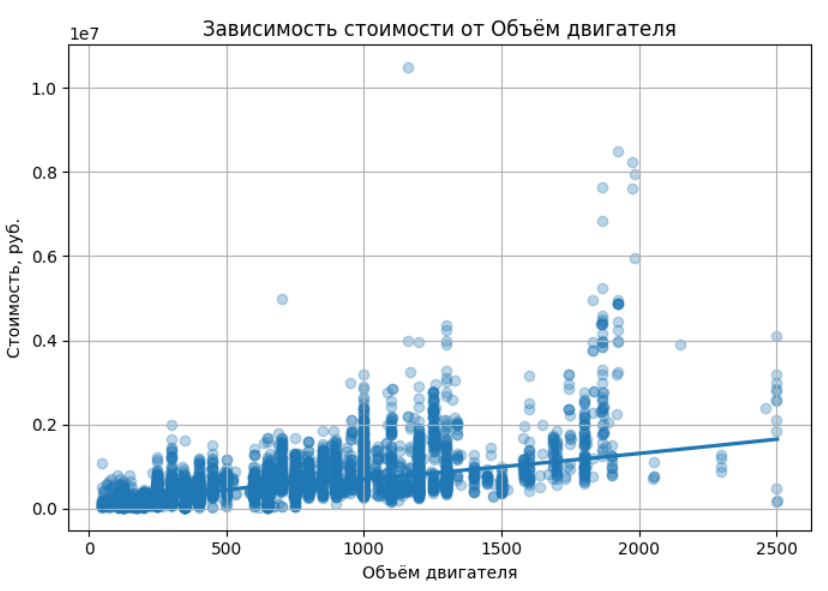 Зависимость стоимости от Объём двигателя
1e7
1.0
0.8
0.6
0.4
0.2
0.0
Стоимость, руб.
0 500 1000 1500 2000 2500
Объём двигателя